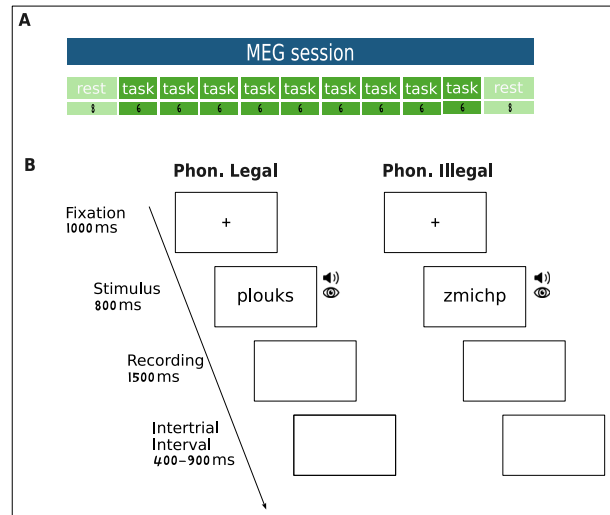 A
MEG session
rest task task task task task task task task task rest
8 6 6 6 6 6 6 6 6 6 8
B
Phon. Legal Phon. Illegal
Fixation
1000 ms
+ +
Stimulus
800 ms
plouks zmichp
Recording
1500 ms
Intertrial
Interval
400-900 ms